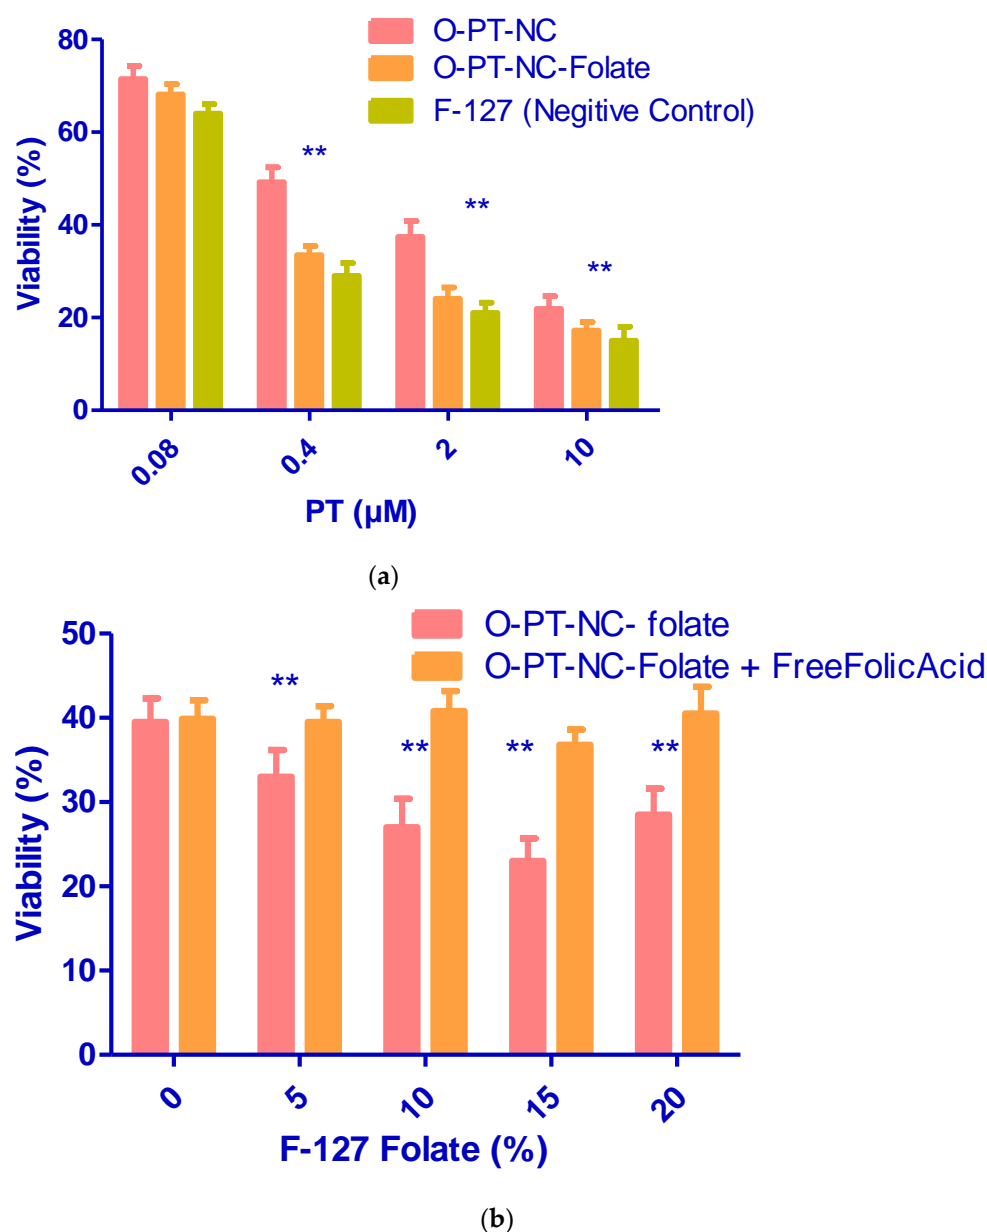 O-PT-NC
O-PT-NC-Folate
F-127 (Negitive Control)
80
60
40
20
0
Viability (%)
**
**
**
0.08
0.4
2
10
PT (µM)
(a)
O-PT-NC- folate
O-PT-NC-Folate + FreeFolicAcid
50
40
30
20
10
0
Viability (%)
**
**
**
**
0
5
10
15
20
F-127 Folate (%)
(b)